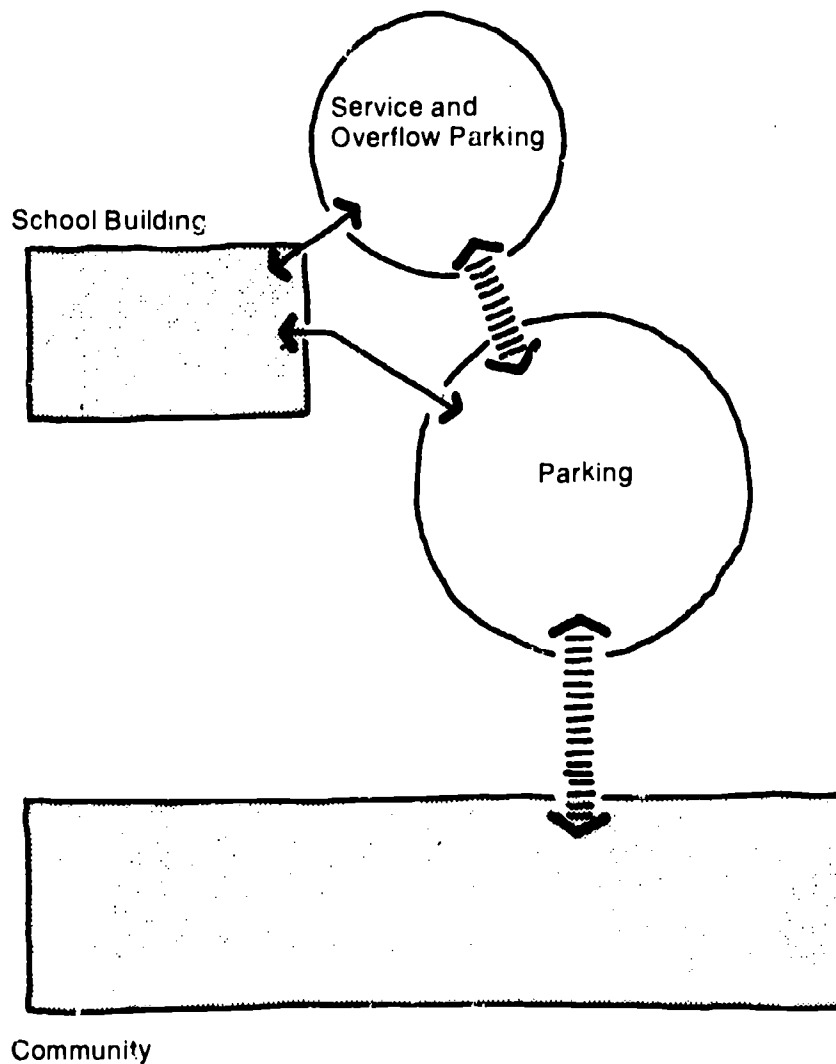 Service and
Overflow Parking
School Building
Parking
Community